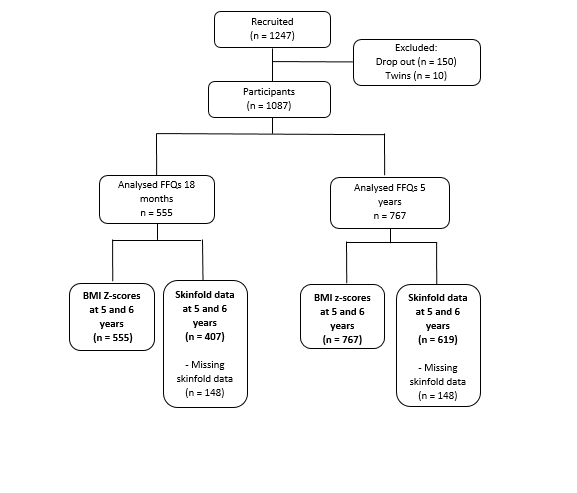 Recruited
(n = 1247)
Excluded:
Drop out (n = 150)
Twins (n = 10)
Participants
(n = 1087)
Analysed FFQs 18
months
n = 555
Analysed FFQs 5
years
n = 767
BMI Z-scores
at 5 and 6
years
(n = 555)
Skinfold data
at 5 and 6
years
(n = 407)
- Missing
skinfold data
(n = 148)
BMI z-scores
at 5 and 6
years
(n = 767)
Skinfold data
at 5 and 6
years
(n = 619)
- Missing
skinfold data
(n = 148)